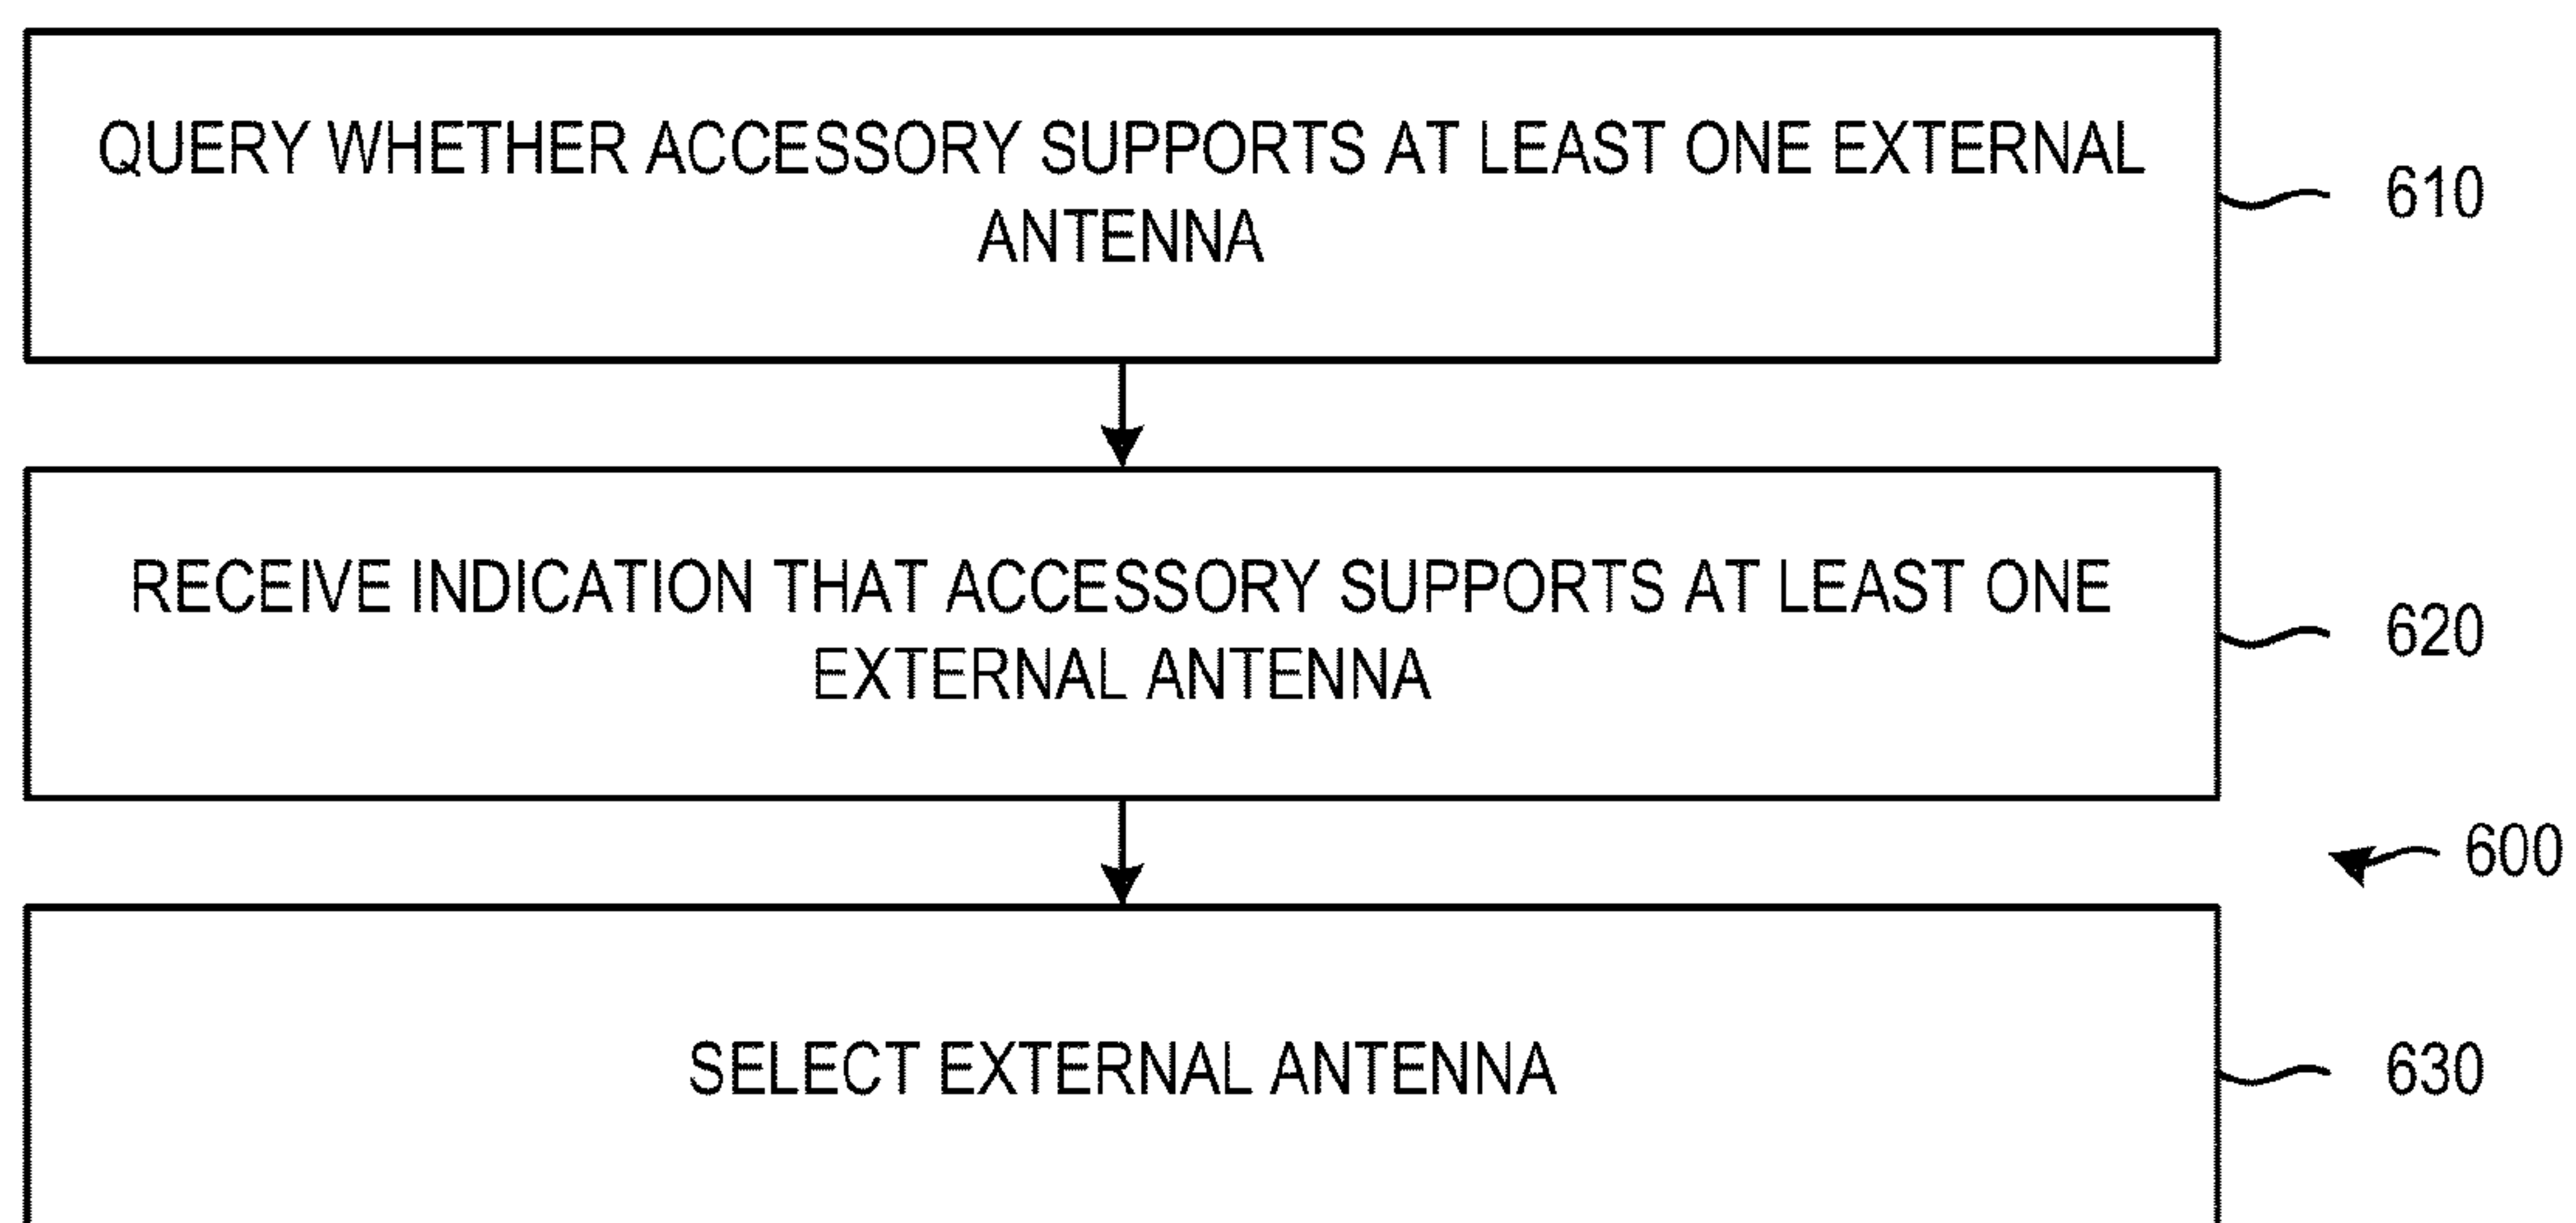 QUERY WHETHER ACCESSORY SUPPORTS AT LEAST ONE EXTERNAL
ANTENNA
610
RECEIVE INDICATION THAT ACCESSORY SUPPORTS AT LEAST ONE
EXTERNAL ANTENNA
620
600
SELECT EXTERNAL ANTENNA
630